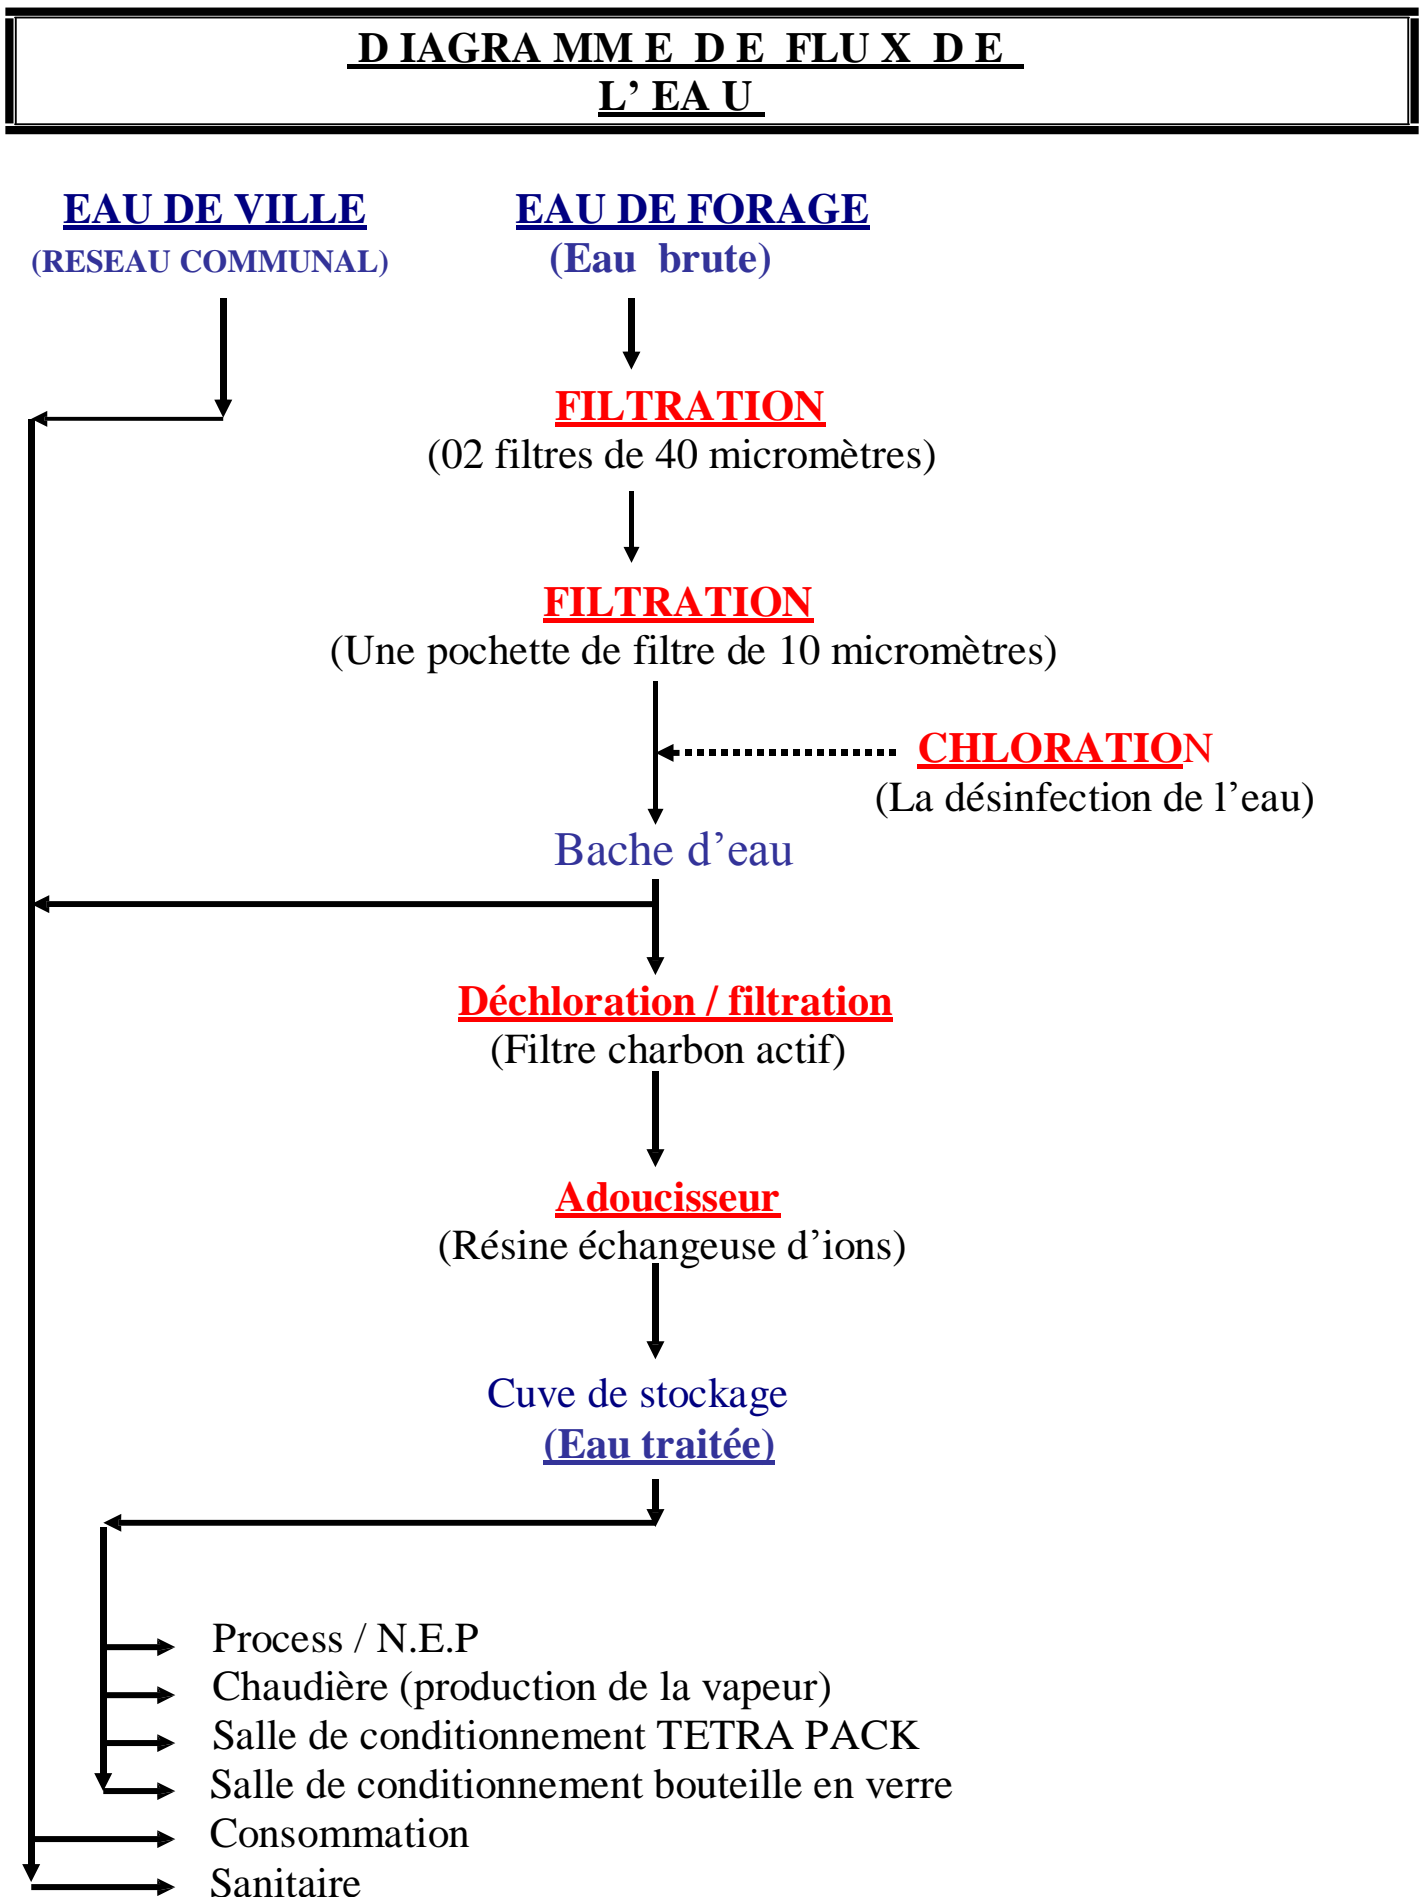 D IAGRA MM E D E FLU X D E
L’ EA U
EAU DE VILLE
(RESEAU COMMUNAL)
EAU DE FORAGE
(Eau brute)
FILTRATION
(02 filtres de 40 micromètres)
FILTRATION
(Une pochette de filtre de 10 micromètres)
CHLORATION
(La désinfection de l’eau)
Bache d’eau
Déchloration / filtration
(Filtre charbon actif)
Adoucisseur
(Résine échangeuse d’ions)
Cuve de stockage
(Eau traitée)
Process / N.E.P
Chaudière (production de la vapeur)
Salle de conditionnement TETRA PACK
Salle de conditionnement bouteille en verre
Consommation
Sanitaire